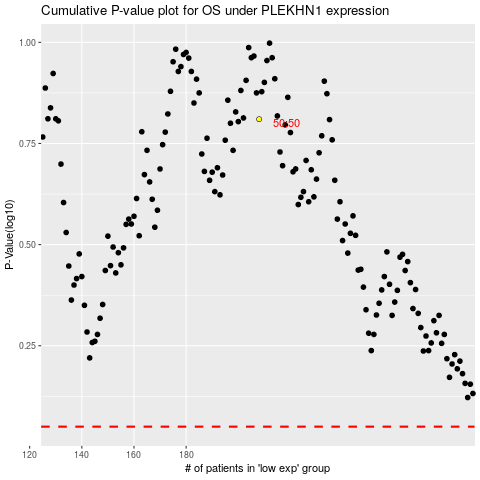 Cumulative P-value plot for OS under PLEKHN1 expression
P-Value(log10)
1.00
0.75
0.50
0.25
50:50
120 140 160 180
# of patients in 'low exp' group